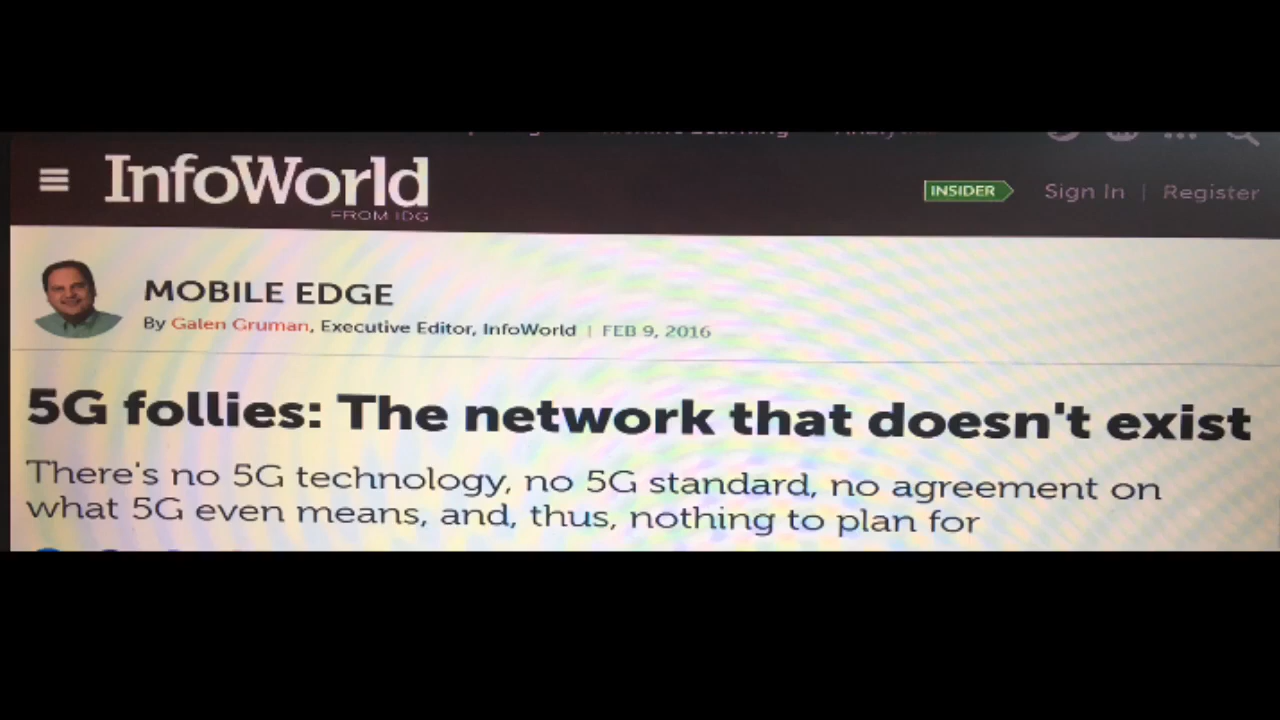 InfoWorld
FROM IDG
INSIDER Sign In | Register
MOBILE EDGE
By Galen Gruman, Executive Editor, InfoWorld | FEB 9, 2016
5G follies: The network that doesn't exist
There's no 5G technology, no 5G standard, no agreement on
what 5G even means, and, thus, nothing to plan for